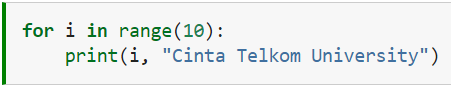 for i in range(10):
    print(i, "Cinta Telkom University")